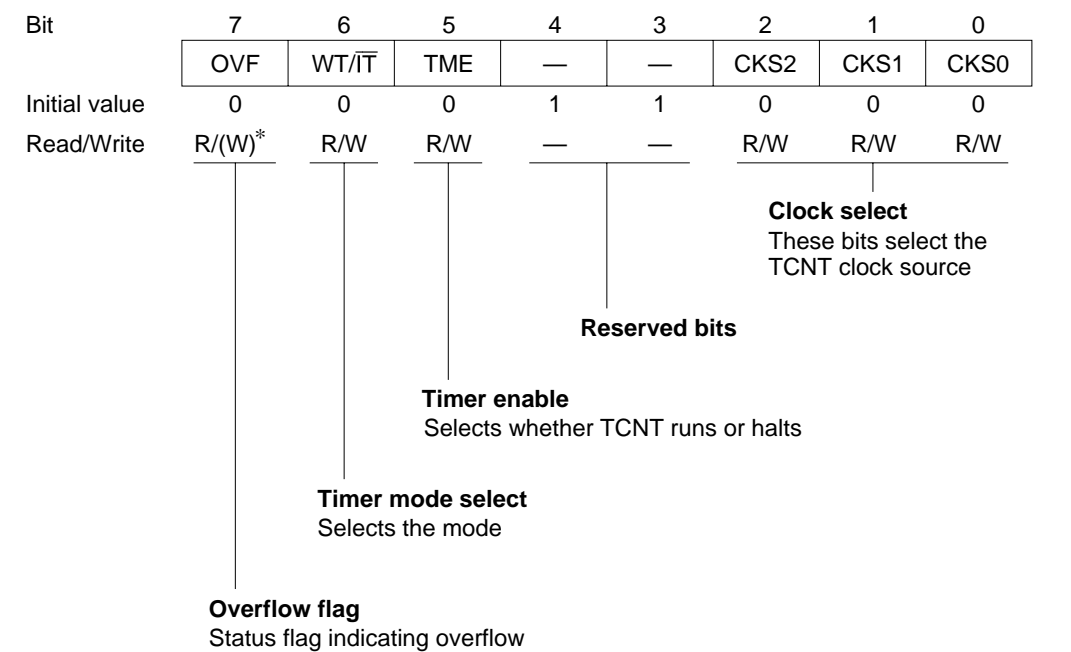 Bit 7 6 5 4 3 2 1 0
OVF WT/I̅T̅ TME — — CKS2 CKS1 CKS0
Initial value 0 0 0 1 1 0 0 0
Read/Write R/(W)* R/W R/W — — R/W R/W R/W
Clock select
These bits select the
TCNT clock source
Reserved bits
Timer enable
Selects whether TCNT runs or halts
Timer mode select
Selects the mode
Overflow flag
Status flag indicating overflow